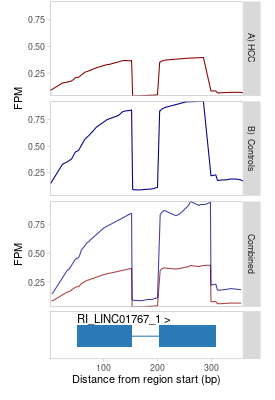 0.75
0.50
0.25
A) HCC
FPM
0.75
0.50
0.25
B) Controls
0.75
0.50
0.25
FPM
Combined
RI_LINC01767_1 >
100
200
300
Distance from region start (bp)